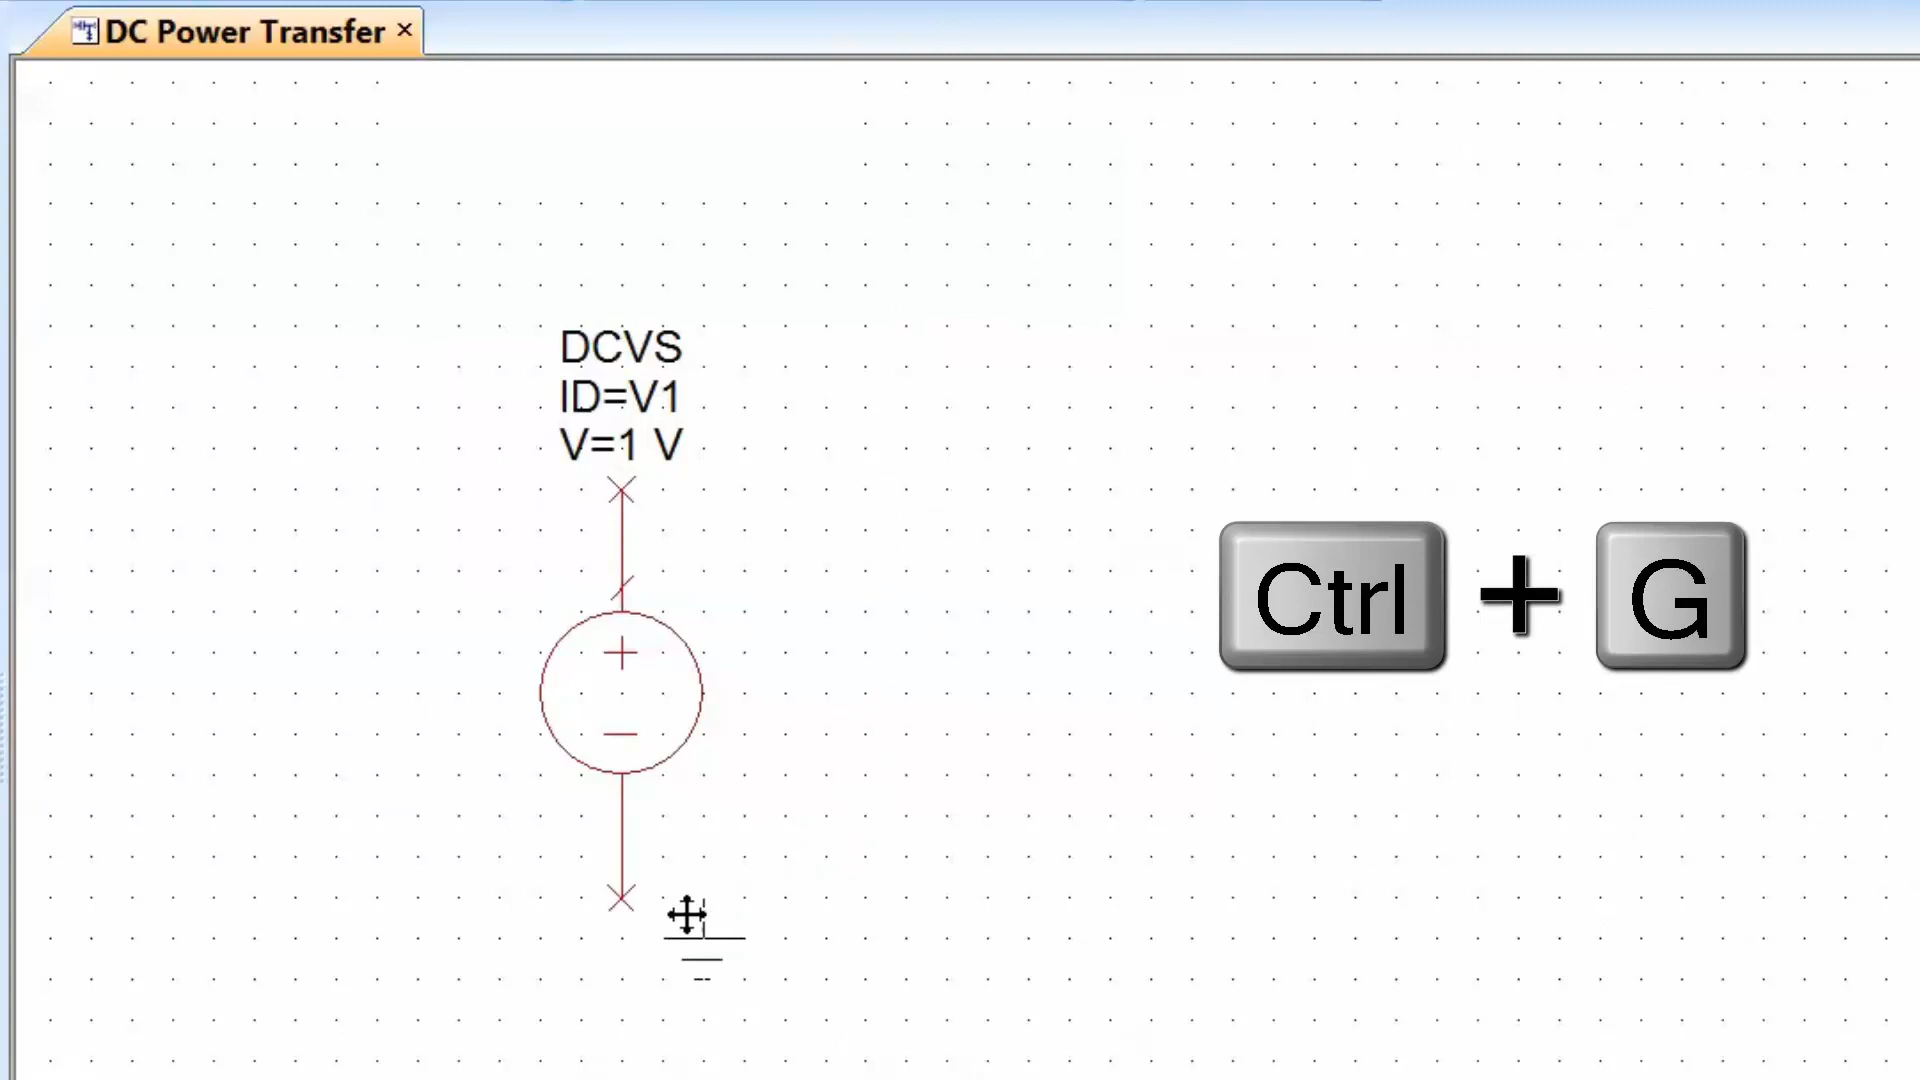 DC Power Transfer
DCVS
ID=V1
V=1 V
Ctrl + G